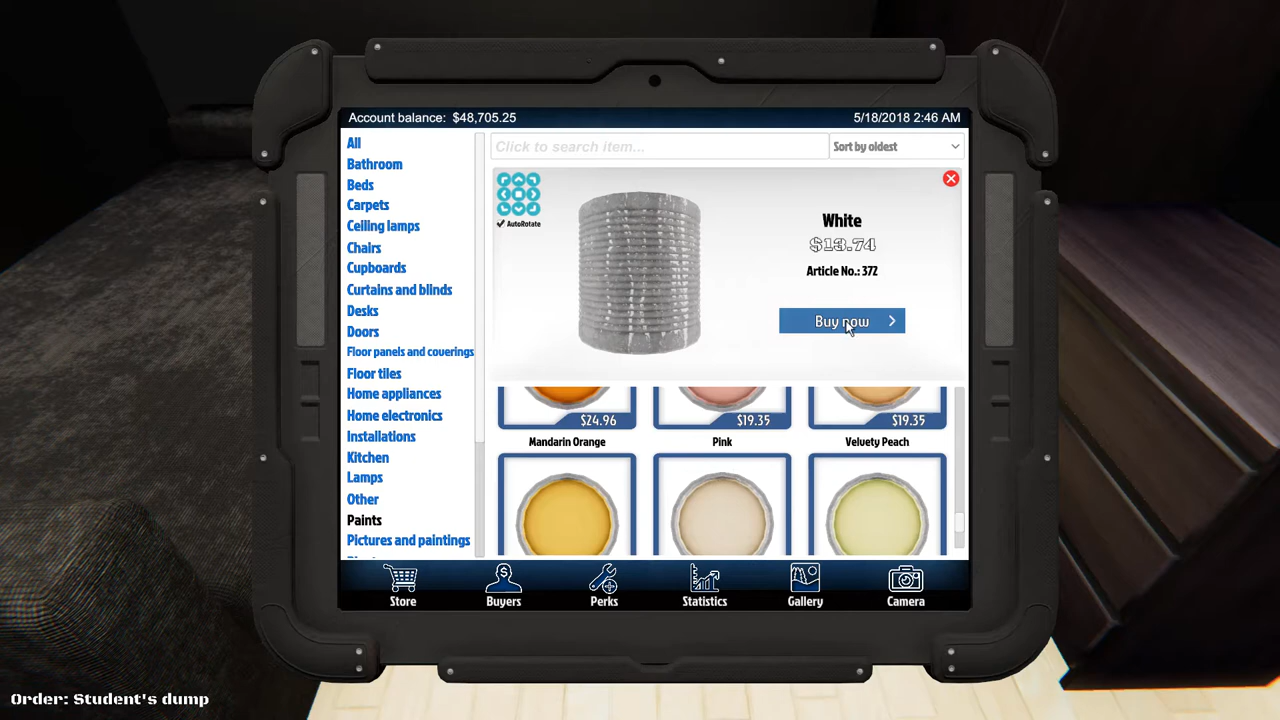 Account balance: $48,705.25
5/18/2018 2:46 AM
All
Bathroom
Beds
Carpets
Ceiling lamps
Chairs
Cupboards
Curtains and blinds
Desks
Doors
Floor panels and coverings
Floor tiles
Home appliances
Home electronics
Installations
Kitchen
Lamps
Other
Paints
Pictures and paintings
Click to search item...
Sort by oldest
AutoRotate
White
$13.74
Article No.: 372
Buy now
$24.96
$19.35
$19.35
Mandarin Orange
Pink
Velvety Peach
Store
Buyers
Perks
Statistics
Gallery
Camera
Order: Student's dump